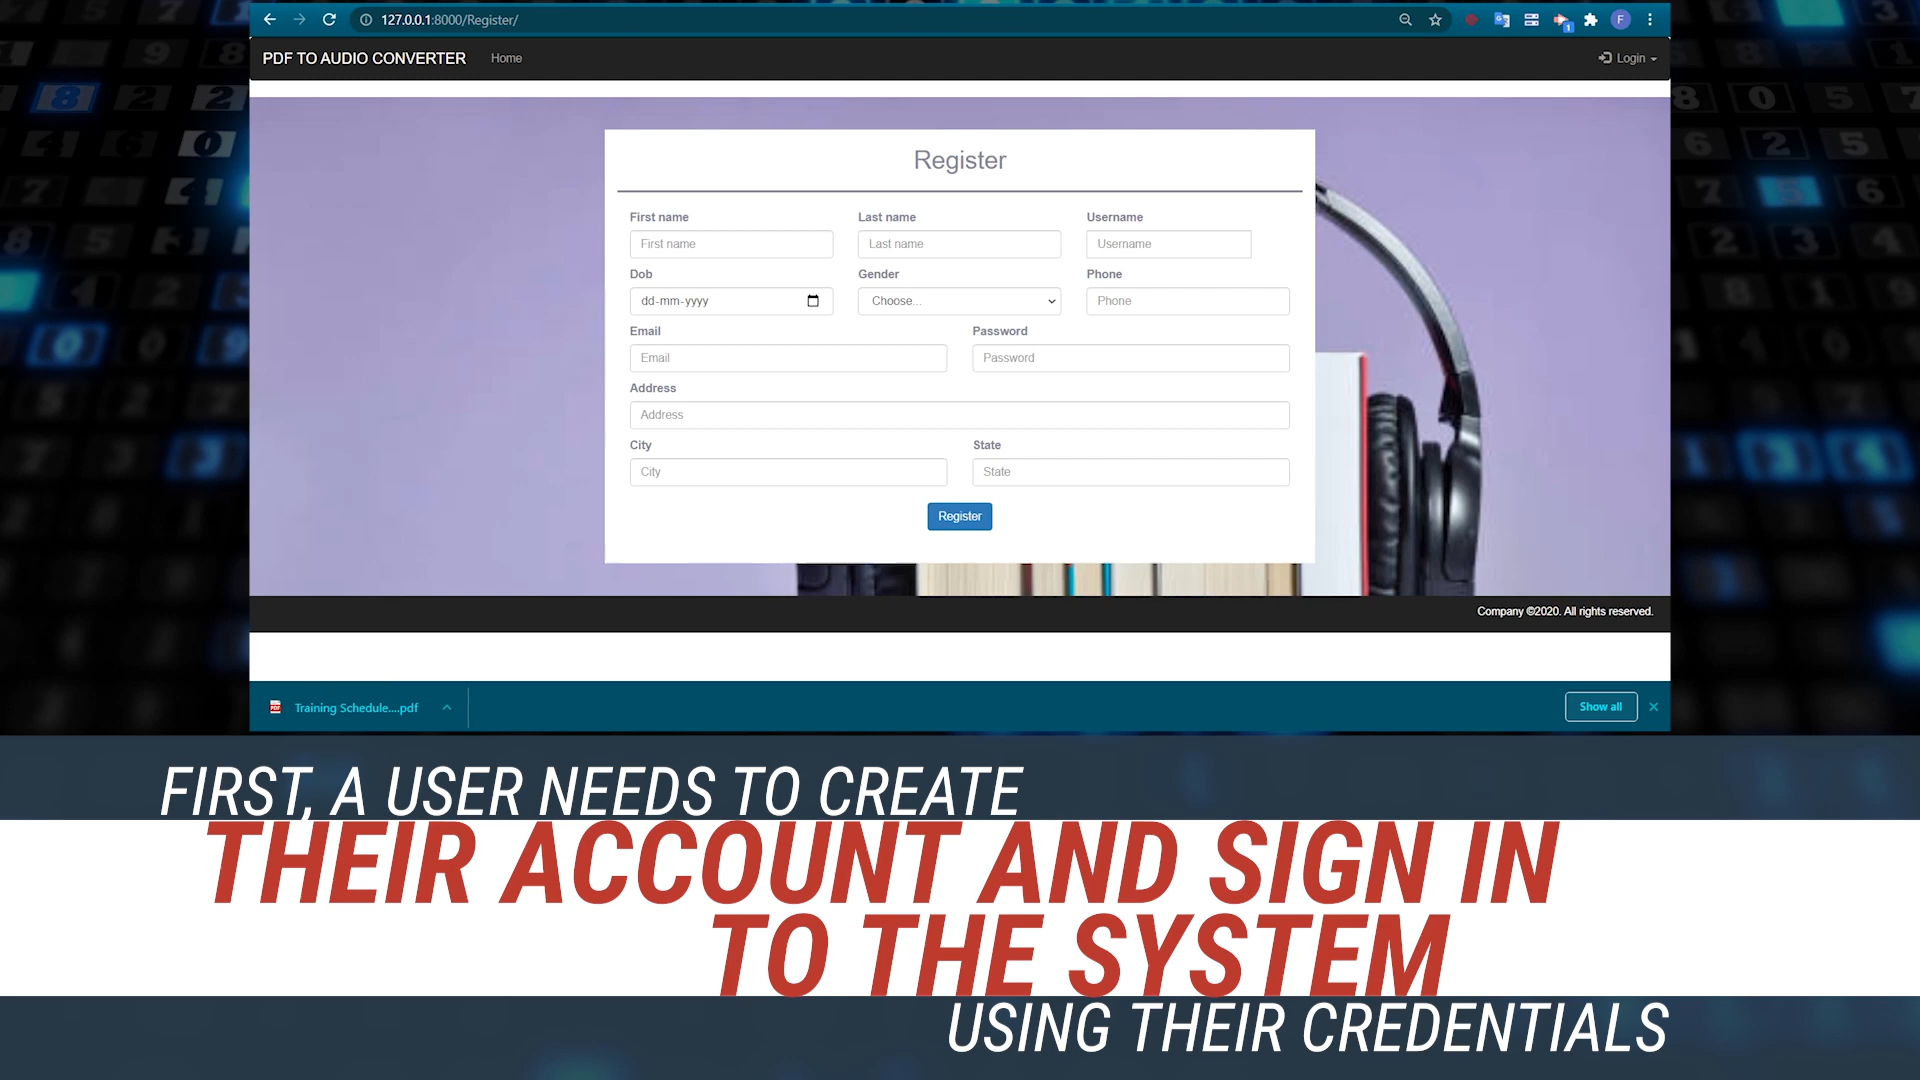 127.0.0.1:8000/Register/
F
1
PDF TO AUDIO CONVERTER Home Login
Register
First name Last name Username
First name Last name Username
Dob Gender Phone
dd-mm-yyyy Choose... Phone
Email Password
Email Password
Address
Address
City State
City State
Register
Company ©2020. All rights reserved.
PDF Training Schedule....pdf Show all
FIRST, A USER NEEDS TO CREATE
THEIR ACCOUNT AND SIGN IN
TO THE SYSTEM
USING THEIR CREDENTIALS